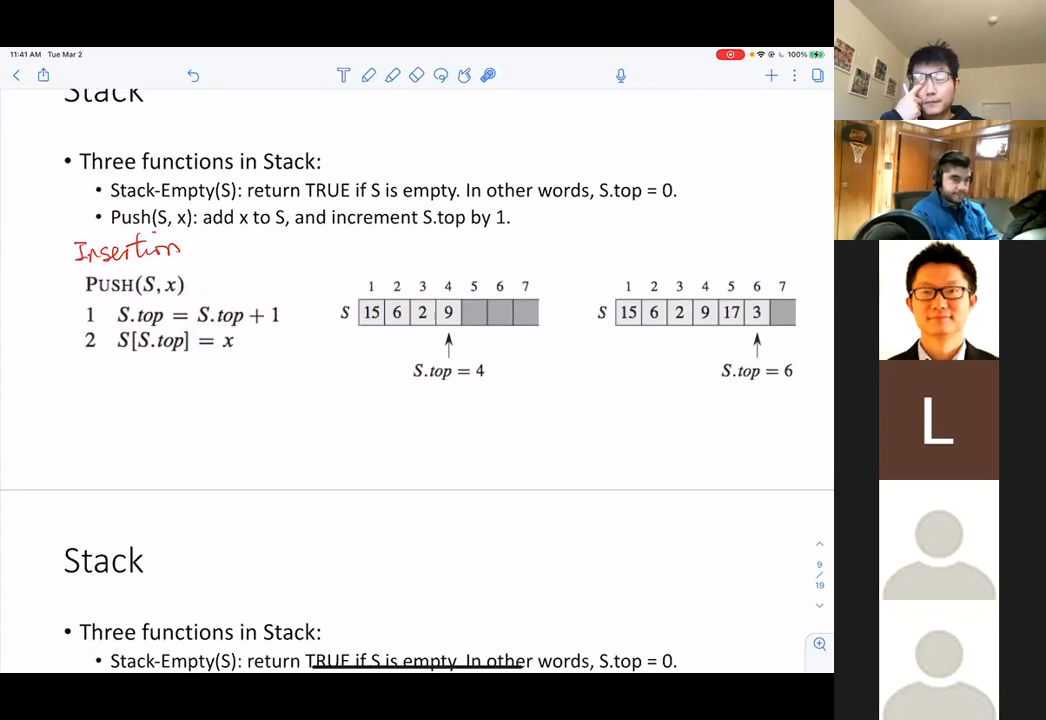 11:41 AM Tue Mar 2
100%
Stack
• Three functions in Stack:
• Stack-Empty(S): return TRUE if S is empty. In other words, S.top = 0.
• Push(S, x): add x to S, and increment S.top by 1.
Insertion
PUSH(S, x)
1 S.top = S.top + 1
2 S[S.top] = x
1 2 3 4 5 6 7
S 15 6 2 9
S.top = 4
1 2 3 4 5 6 7
S 15 6 2 9 17 3
S.top = 6
Stack
• Three functions in Stack:
• Stack-Empty(S): return TRUE if S is empty. In other words, S.top = 0.
9
/
19
L